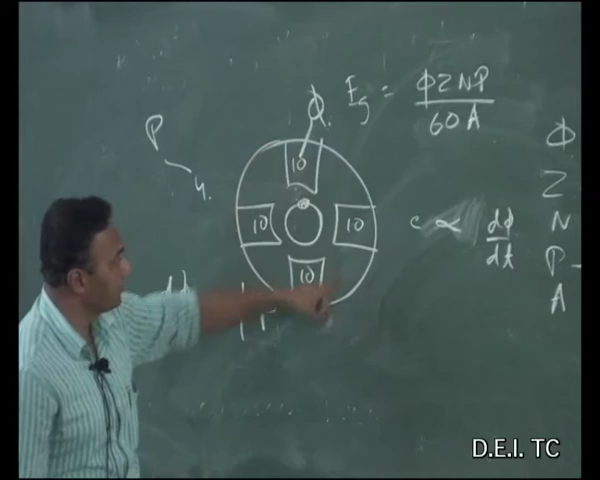 Φ
Eg = ΦZNP
60A
P
4.
10
10
10
10
e ∝ dΦ
dt
Φ
Z
N
P-
A
D.E.I. TC